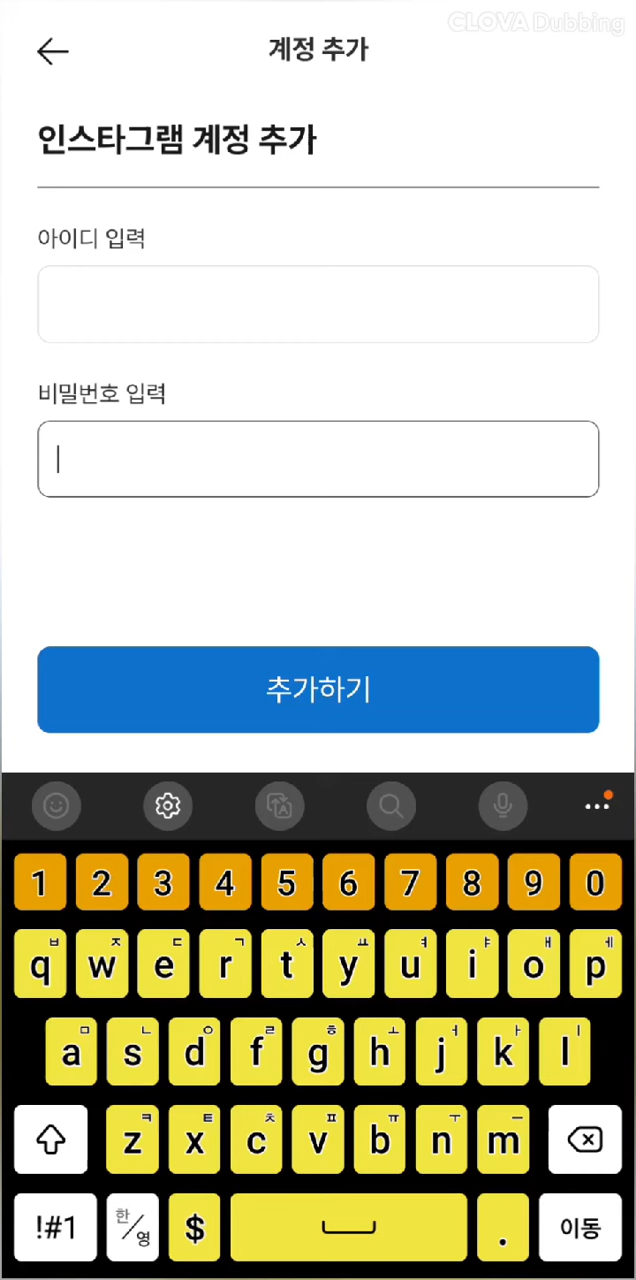 CLOVA Dubbing
계정 추가
인스타그램 계정 추가
아이디 입력
비밀번호 입력
추가하기
1 2 3 4 5 6 7 8 9 0
ㅂ ㅈ ㄷ ㄱ ㅅ ㅛ ㅕ ㅑ ㅐ ㅔ
q w e r t y u i o p
ㅁ ㄴ ㅇ ㄹ ㅎ ㅗ ㅓ ㅏ ㅣ
a s d f g h j k l
ㅋ ㅌ ㅊ ㅍ ㅠ ㅜ ㅡ
z x c v b n m
!#1 한/영 $ . 이동